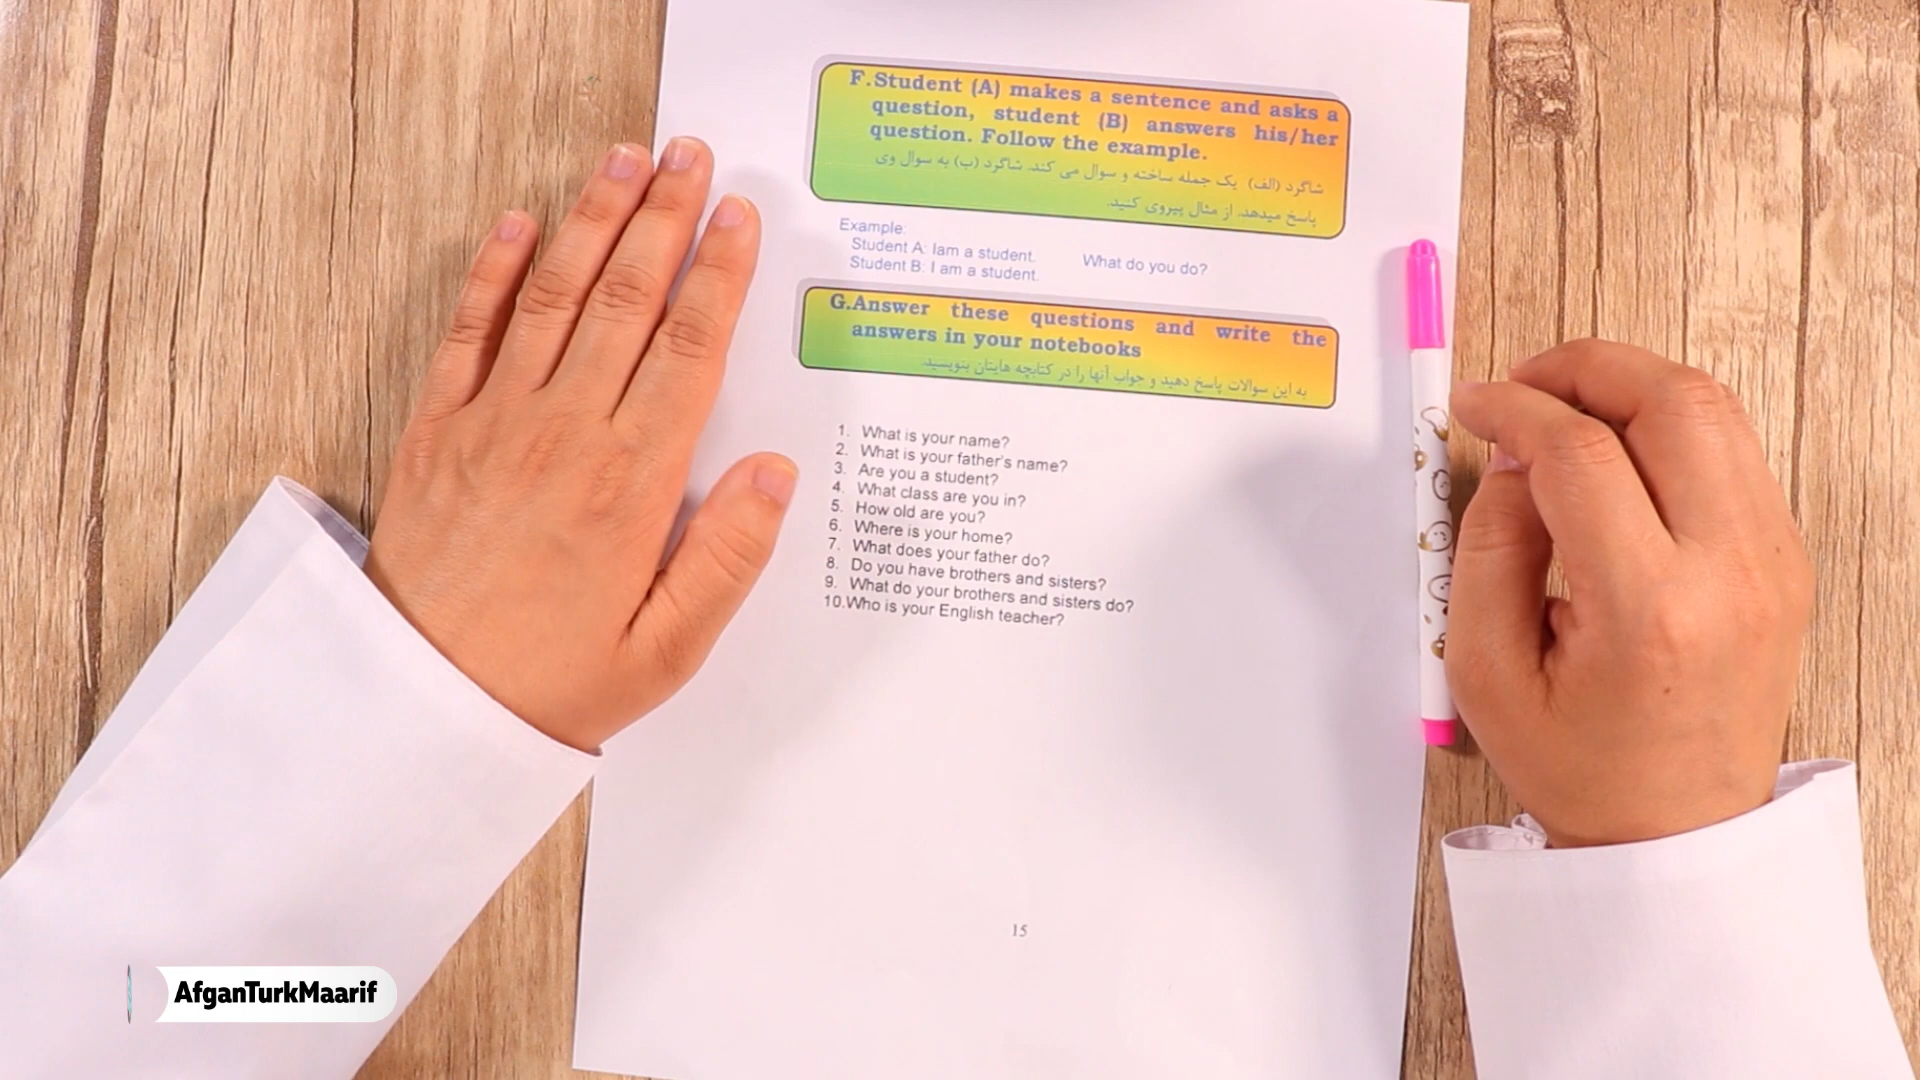 F.Student (A) makes a sentence and asks a
question, student (B) answers his/her
question. Follow the example.
شاگرد (الف) یک جمله ساخته و سوال می کند. شاگرد (ب) به سوال وی
پاسخ میدهد. از مثال پیروی کنید.
Example:
Student A: Iam a student. What do you do?
Student B: I am a student.
G.Answer these questions and write the
answers in your notebooks
به این سوالات پاسخ دهید و جواب آنها را در کتابچه هایتان بنویسید.
1. What is your name?
2. What is your father's name?
3. Are you a student?
4. What class are you in?
5. How old are you?
6. Where is your home?
7. What does your father do?
8. Do you have brothers and sisters?
9. What do your brothers and sisters do?
10.Who is your English teacher?
15
AfganTurkMaarif